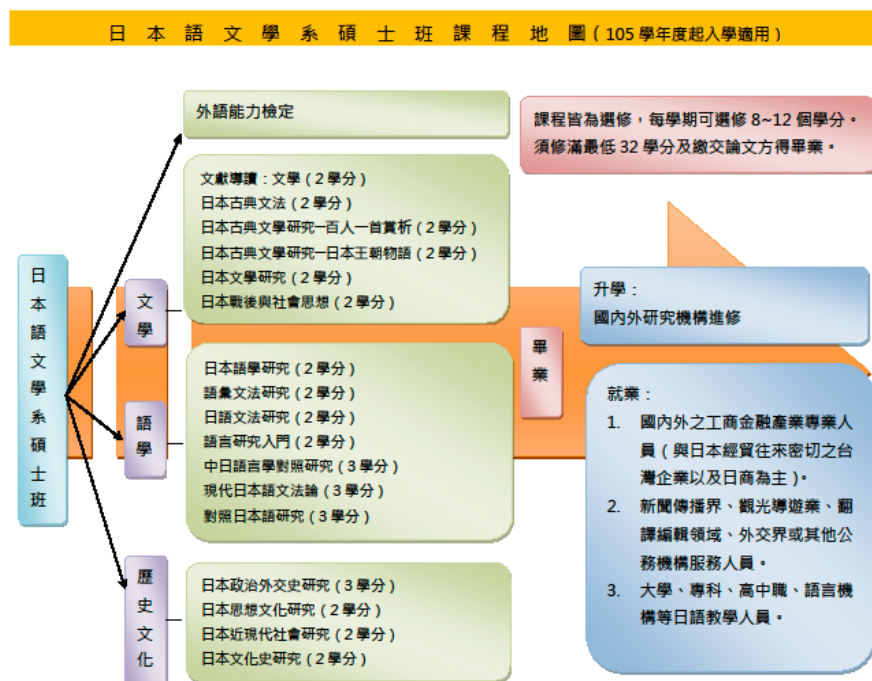 日本語文學系碩士班課程地圖(105 學年度起入學適用)
外語能力檢定
課程皆為選修，每學期可選修 8~12 個學分。
須修滿最低 32 學分及繳交論文方得畢業。
日本語文學系碩士班
文學
文獻導讀：文學(2 學分)
日本古典文法(2 學分)
日本古典文學研究─百人一首賞析(2 學分)
日本古典文學研究─日本王朝物語(2 學分)
日本文學研究(2 學分)
日本戰後與社會思想(2 學分)
語學
日本語學研究(2 學分)
語彙文法研究(2 學分)
日語文法研究(2 學分)
語言研究入門(2 學分)
中日語言學對照研究(3 學分)
現代日本語文法論(3 學分)
對照日本語研究(3 學分)
歷史文化
日本政治外交史研究(3 學分)
日本思想文化研究(2 學分)
日本近現代社會研究(2 學分)
日本文化史研究(2 學分)
畢業
升學：
國內外研究機構進修
就業：
1. 國內外之工商金融產業專業人
員(與日本經貿往來密切之台
灣企業以及日商為主)。
2. 新聞傳播界、觀光導遊業、翻
譯編輯領域、外交界或其他公
務機構服務人員。
3. 大學、專科、高中職、語言機
構等日語教學人員。